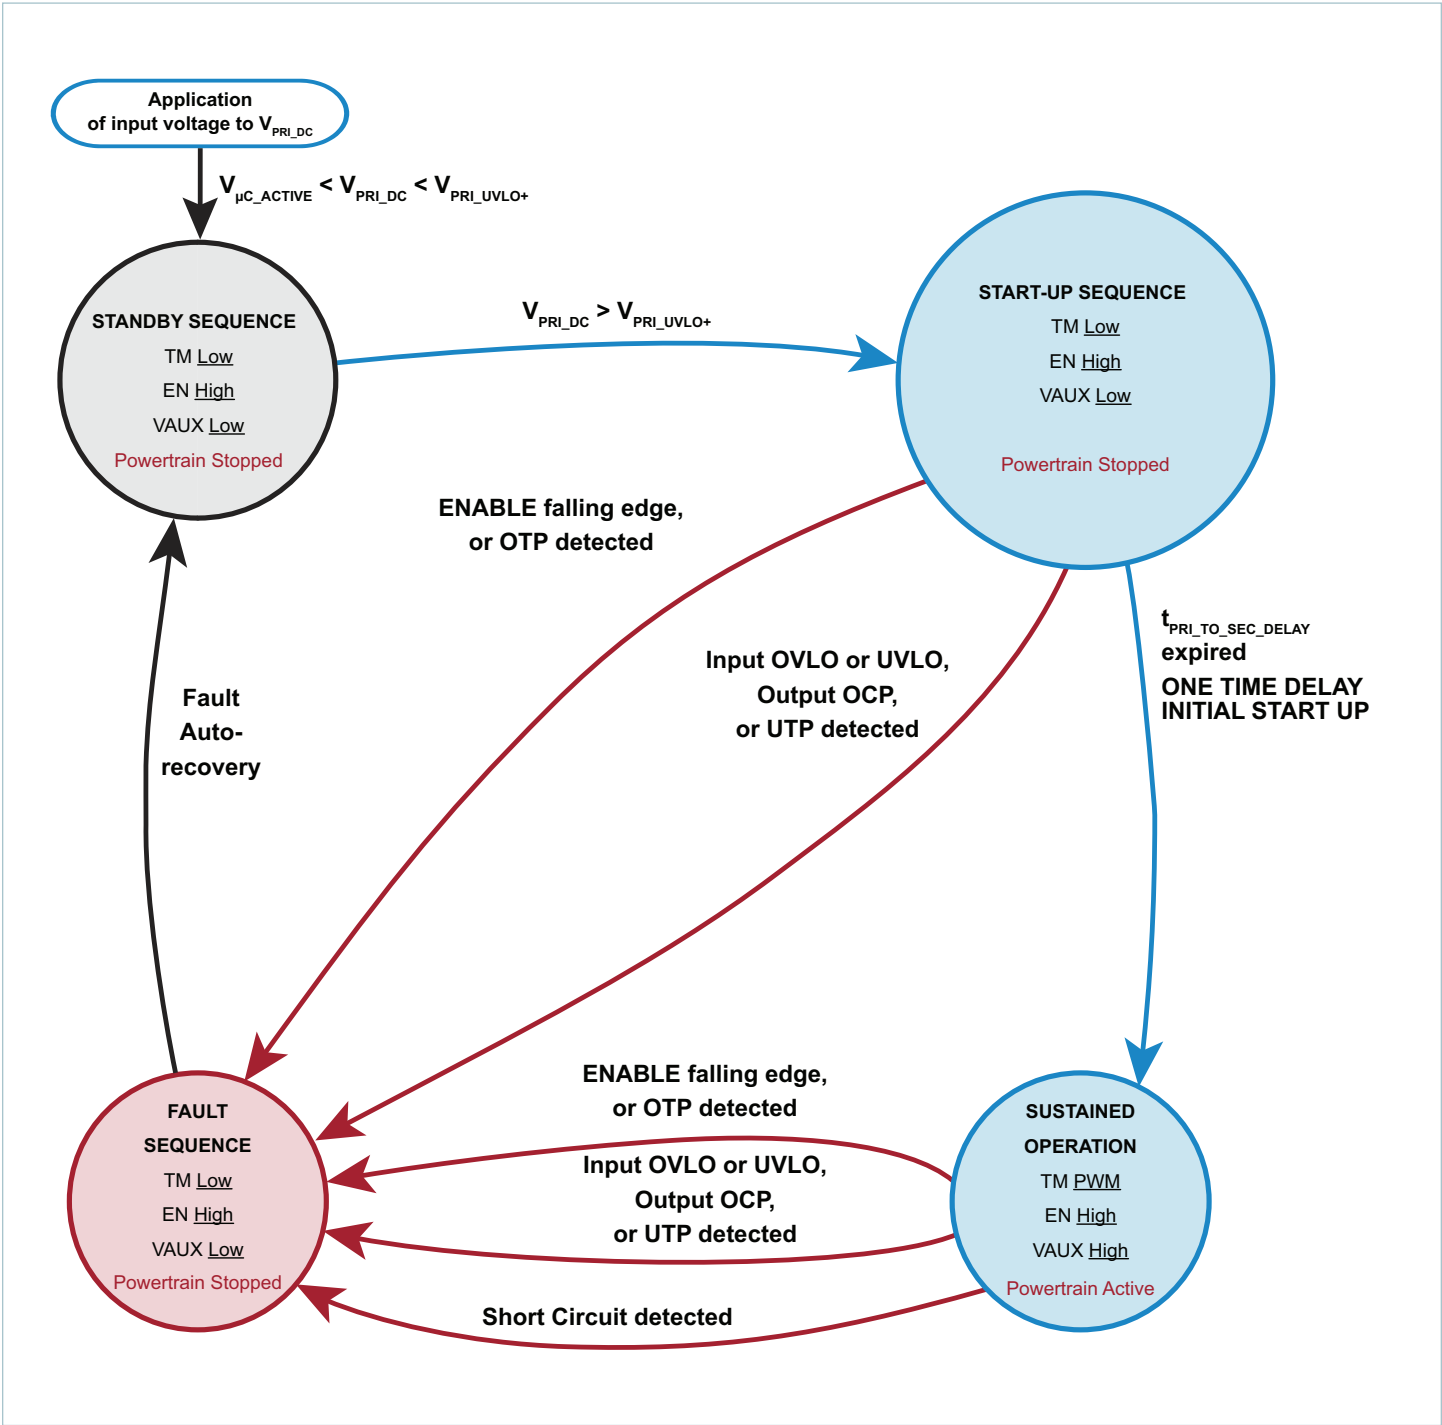 Application
of input voltage to VPRI_DC
VµC_ACTIVE < VPRI_DC < VPRI_UVLO+
STANDBY SEQUENCE
TM Low
EN High
VAUX Low
Powertrain Stopped
VPRI_DC > VPRI_UVLO+
START-UP SEQUENCE
TM Low
EN High
VAUX Low
Powertrain Stopped
ENABLE falling edge,
or OTP detected
Input OVLO or UVLO,
Output OCP,
or UTP detected
tPRI_TO_SEC_DELAY
expired
ONE TIME DELAY
INITIAL START UP
Fault
Auto-
recovery
FAULT
SEQUENCE
TM Low
EN High
VAUX Low
Powertrain Stopped
ENABLE falling edge,
or OTP detected
Input OVLO or UVLO,
Output OCP,
or UTP detected
Short Circuit detected
SUSTAINED
OPERATION
TM PWM
EN High
VAUX High
Powertrain Active